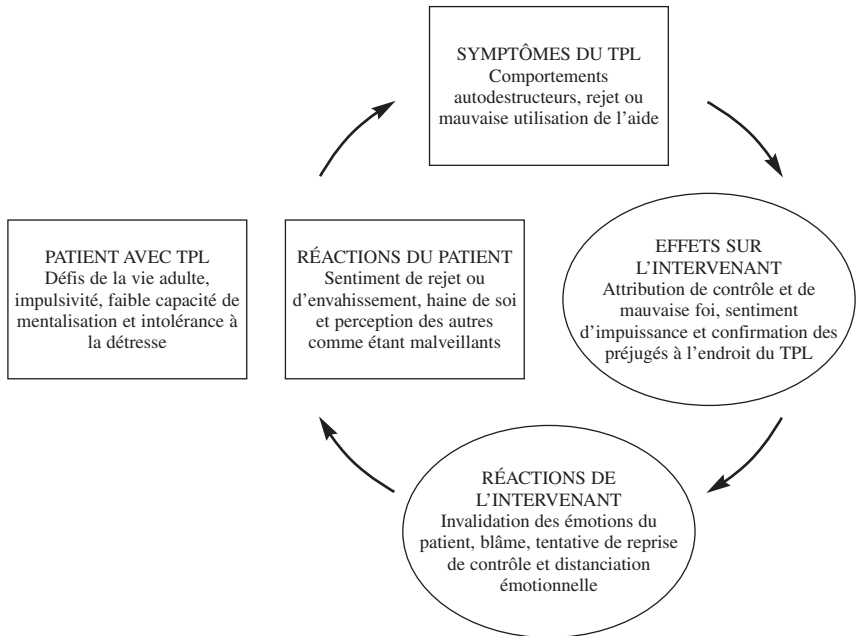 SYMPTÔMES DU TPL
Comportements
autodestructeurs, rejet ou
mauvaise utilisation de l’aide
PATIENT AVEC TPL
Défis de la vie adulte,
impulsivité, faible capacité de
mentalisation et intolérance à
la détresse
RÉACTIONS DU PATIENT
Sentiment de rejet ou
d’envahissement, haine de soi
et perception des autres
comme étant malveillants
EFFETS SUR
L’INTERVENANT
Attribution de contrôle et de
mauvaise foi, sentiment
d’impuissance et confirmation des
préjugés à l’endroit du TPL
RÉACTIONS DE
L’INTERVENANT
Invalidation des émotions du
patient, blâme, tentative de reprise
de contrôle et distanciation
émotionnelle